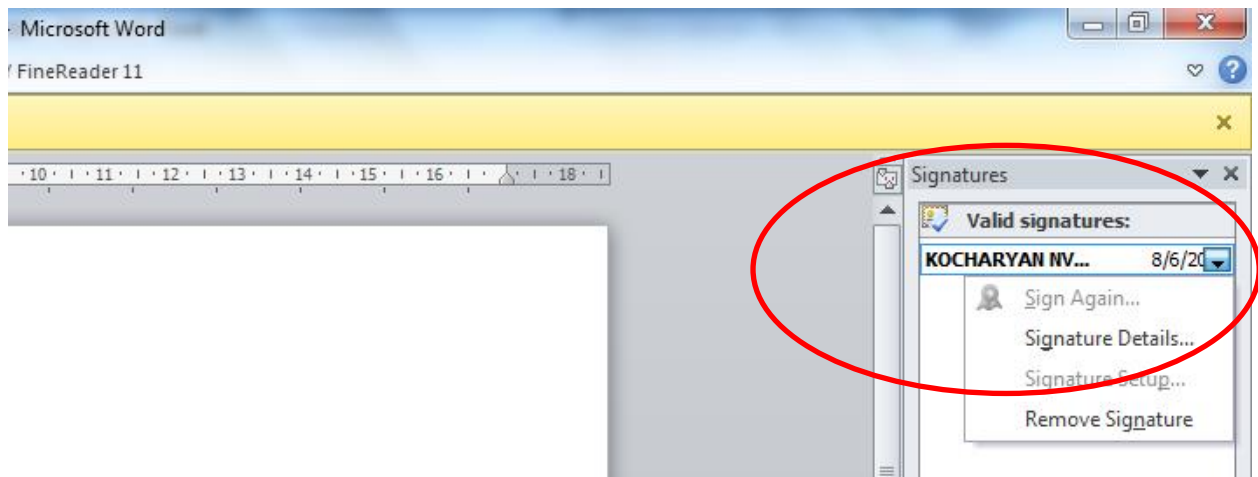 - Microsoft Word
FineReader 11
· 10 · 11 · 12 · 13 · 14 · 15 · 16 · 18 ·
Signatures
Valid signatures:
KOCHARYAN NV... 8/6/20
Sign Again...
Signature Details...
Signature Setup...
Remove Signature